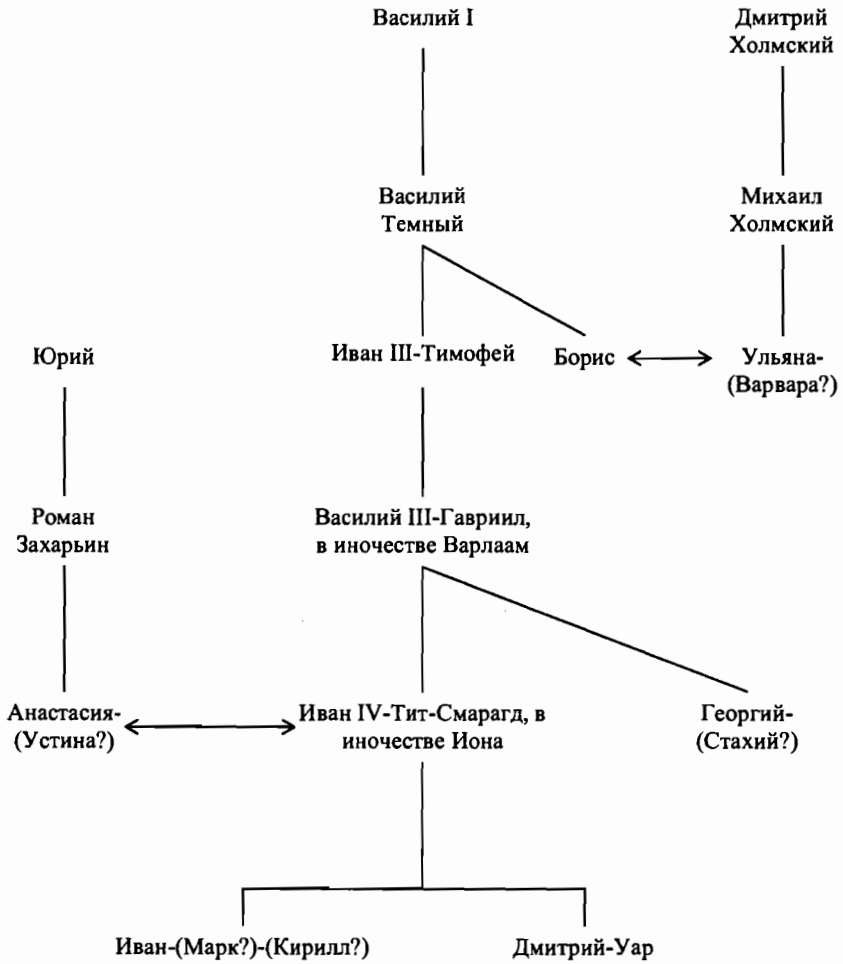 Василий I
Дмитрий
Холмский
Василий
Темный
Михаил
Холмский
Юрий
Иван III-Тимофей
Борис
Ульяна-
(Варвара?)
Роман
Захарьин
Василий III-Гавриил,
в иночестве Варлаам
Анастасия-
(Устина?)
Иван IV-Тит-Смарагд, в
иночестве Иона
Георгий-
(Стахий?)
Иван-(Марк?)-(Кирилл?)
Дмитрий-Уар